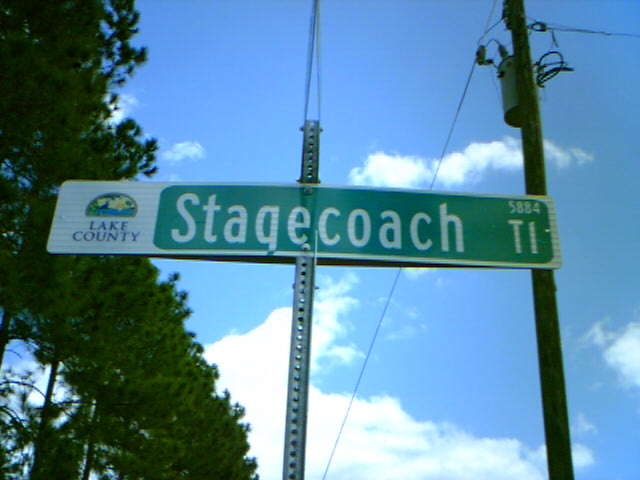 LAKE
COUNTY
Stagecoach Tl
5884